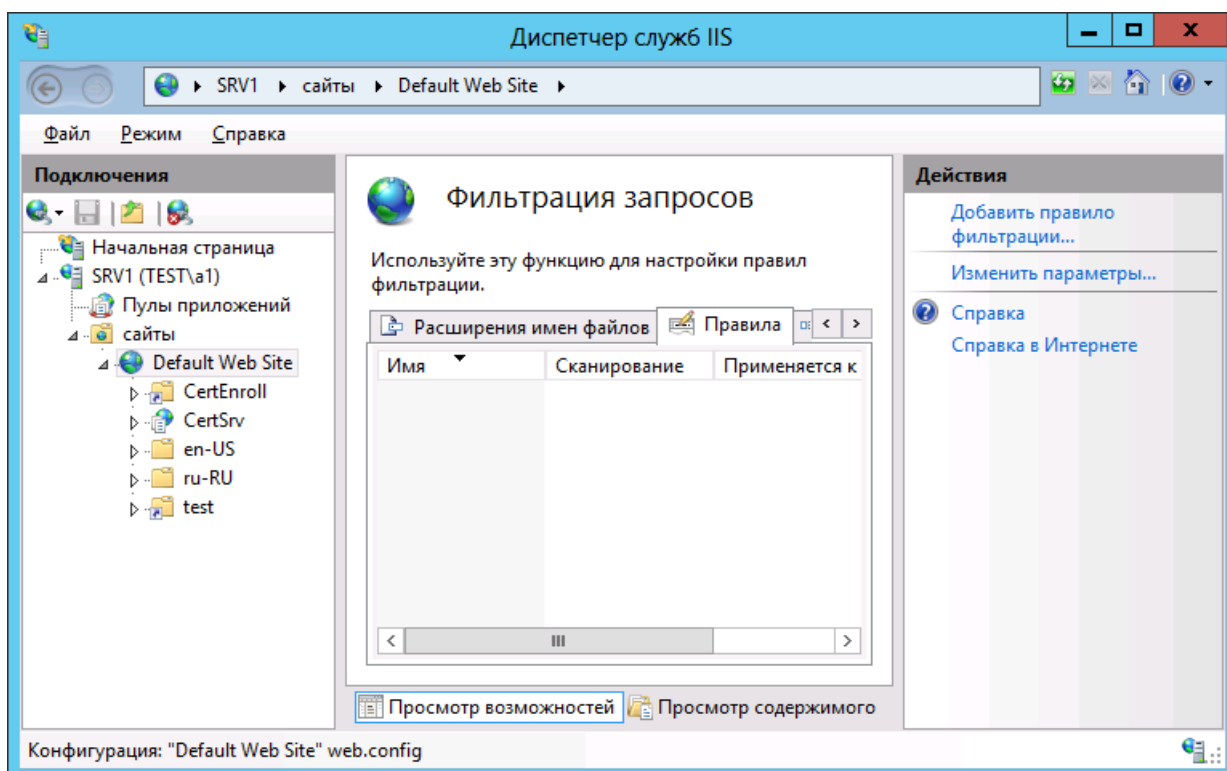 Диспетчер служб IIS
SRV1 сайты Default Web Site
Файл Режим Справка
Подключения
Начальная страница
SRV1 (TEST\a1)
Пулы приложений
сайты
Default Web Site
CertEnroll
CertSrv
en-US
ru-RU
test
Фильтрация запросов
Используйте эту функцию для настройки правил
фильтрации.
Расширения имен файлов Правила
Имя Сканирование Применяется к
Просмотр возможностей Просмотр содержимого
Действия
Добавить правило
фильтрации...
Изменить параметры...
Справка
Справка в Интернете
Конфигурация: "Default Web Site" web.config